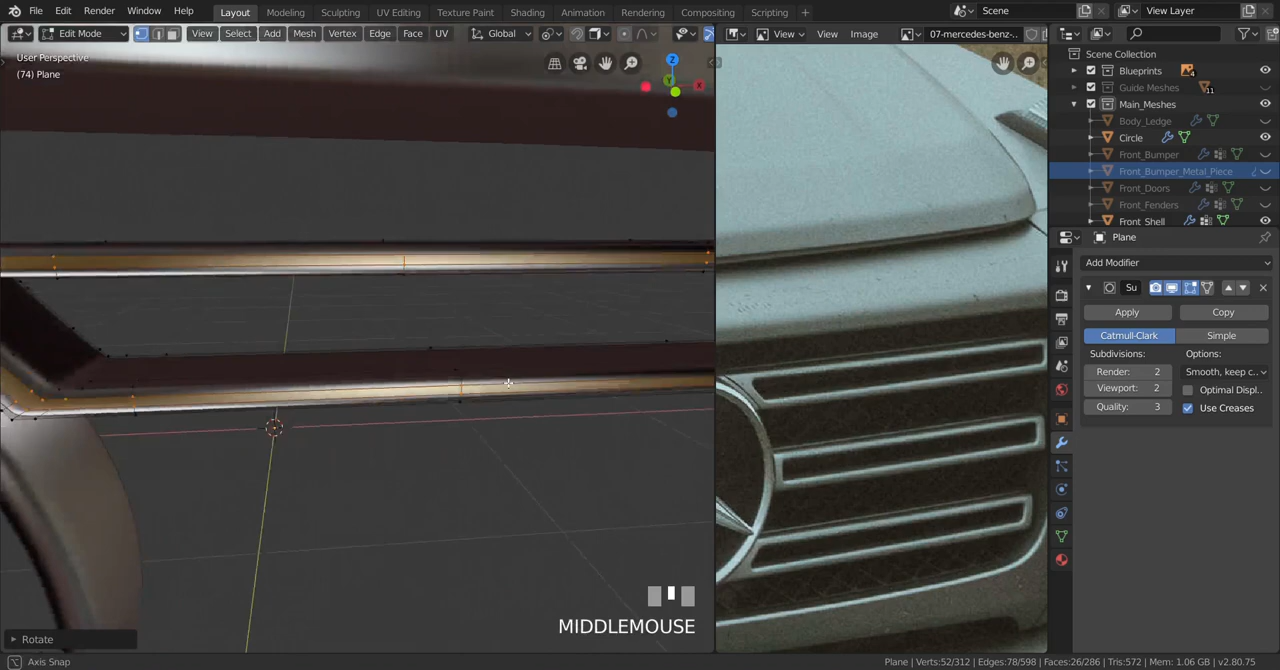 File Edit Render Window Help Layout Modeling Sculpting UV Editing Texture Paint Shading Animation Rendering Compositing Scripting + Scene View Layer
Edit Mode View Select Add Mesh Vertex Edge Face UV Global View View Image 07-mercedes-benz-..
User Perspective
(74) Plane
Z
Y
X
Scene Collection
Blueprints 4
Guide Meshes 11
Main_Meshes
Body_Ledge
Circle
Front_Bumper
Front_Bumper_Metal_Piece
Front_Doors
Front_Fenders
Front_Shell
Plane
Add Modifier
Su
Apply Copy
Catmull-Clark Simple
Subdivisions: Options:
Render: 2 Smooth, keep c..
Viewport: 2 Optimal Displ..
Quality: 3 Use Creases
MIDDLEMOUSE
Rotate
Axis Snap Plane | Verts:52/312 | Edges:78/598 | Faces:26/286 | Tris:572 | Mem: 1.06 GB | v2.80.75